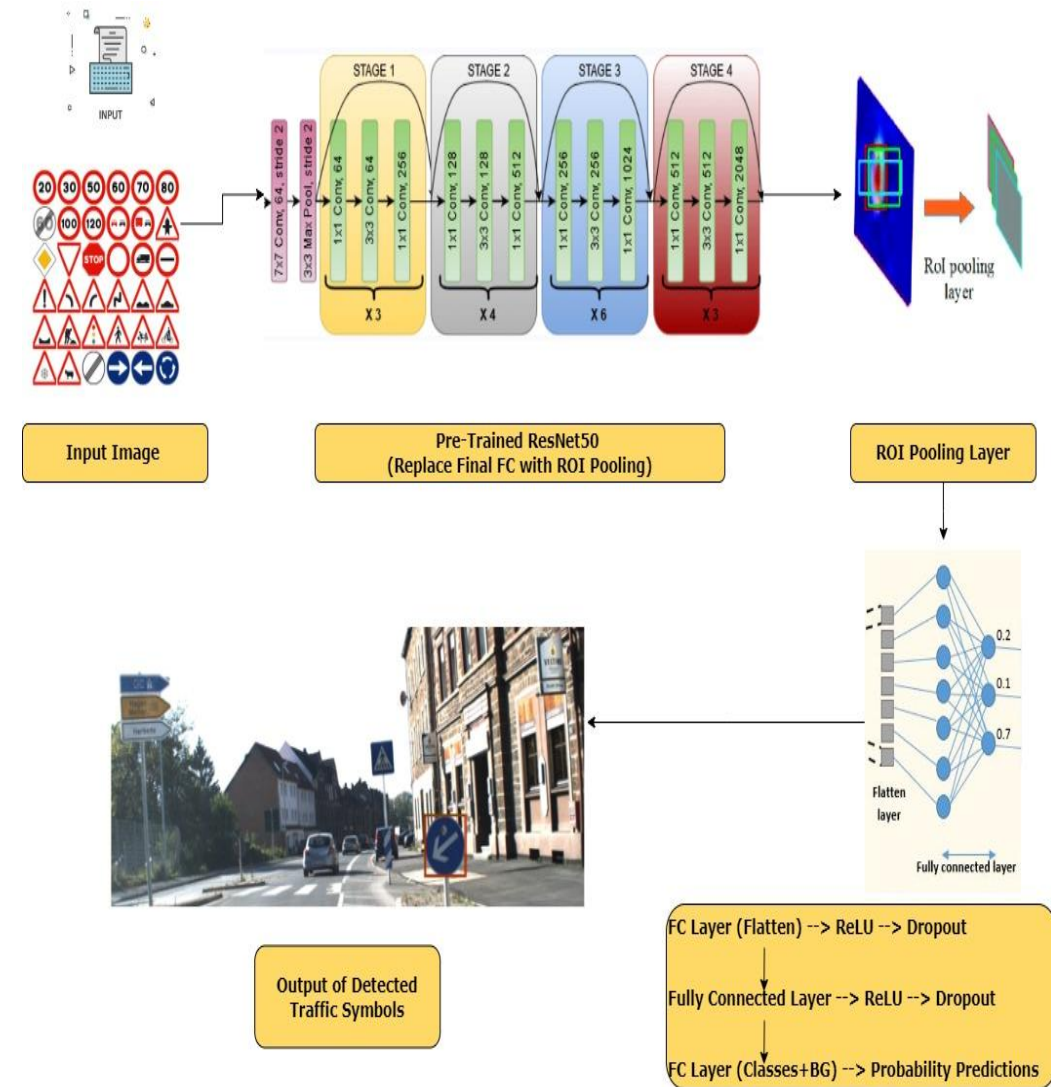 INPUT
20 30 50 60 70 80
100 120
STOP
7x7 Conv, 64, stride 2
3x3 Max Pool, stride 2
STAGE 1
1x1 Conv, 64
3x3 Conv, 64
1x1 Conv, 256
X 3
STAGE 2
1x1 Conv, 128
3x3 Conv, 128
1x1 Conv, 512
X 4
STAGE 3
1x1 Conv, 256
3x3 Conv, 256
1x1 Conv, 1024
X 6
STAGE 4
1x1 Conv, 512
3x3 Conv, 512
1x1 Conv, 2048
X 3
RoI pooling
layer
Input Image
Pre-Trained ResNet50
(Replace Final FC with ROI Pooling)
ROI Pooling Layer
0.2
0.1
0.7
Flatten
layer
Fully connected layer
Output of Detected
Traffic Symbols
FC Layer (Flatten) --> ReLU --> Dropout
Fully Connected Layer --> ReLU --> Dropout
FC Layer (Classes+BG) --> Probability Predictions